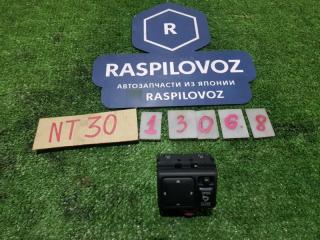 R
RASPILOVOZ
АВТОЗАПЧАСТИ ИЗ ЯПОНИИ
RASPILOVOZ
NT30
1 3 0 6. 8